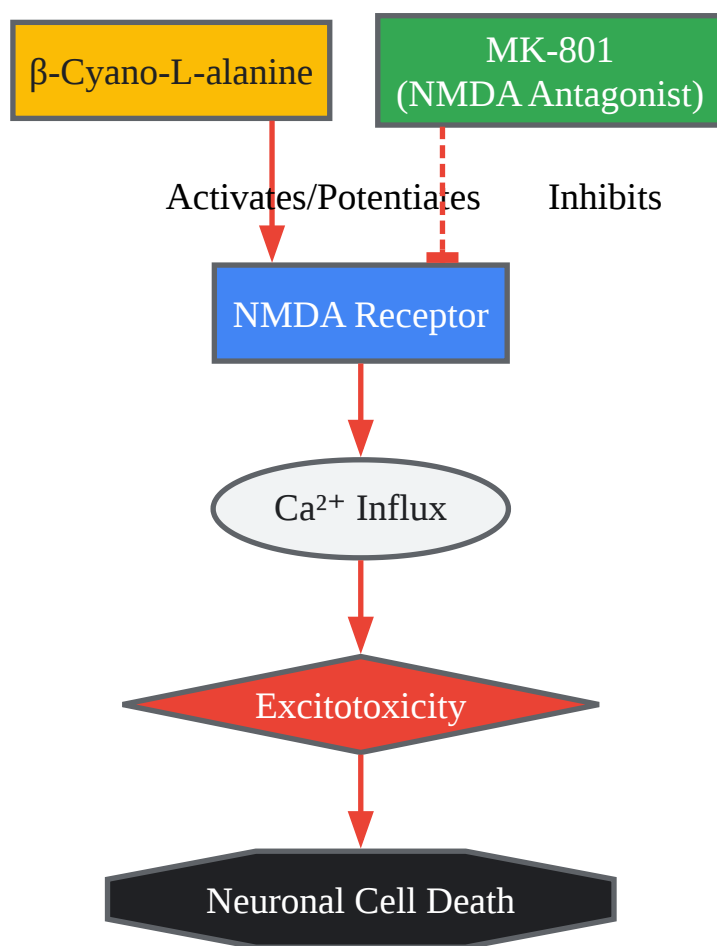 β-Cyano-L-alanine
MK-801
(NMDA Antagonist)
Activates/Potentiates
Inhibits
NMDA Receptor
Ca²⁺ Influx
Excitotoxicity
Neuronal Cell Death